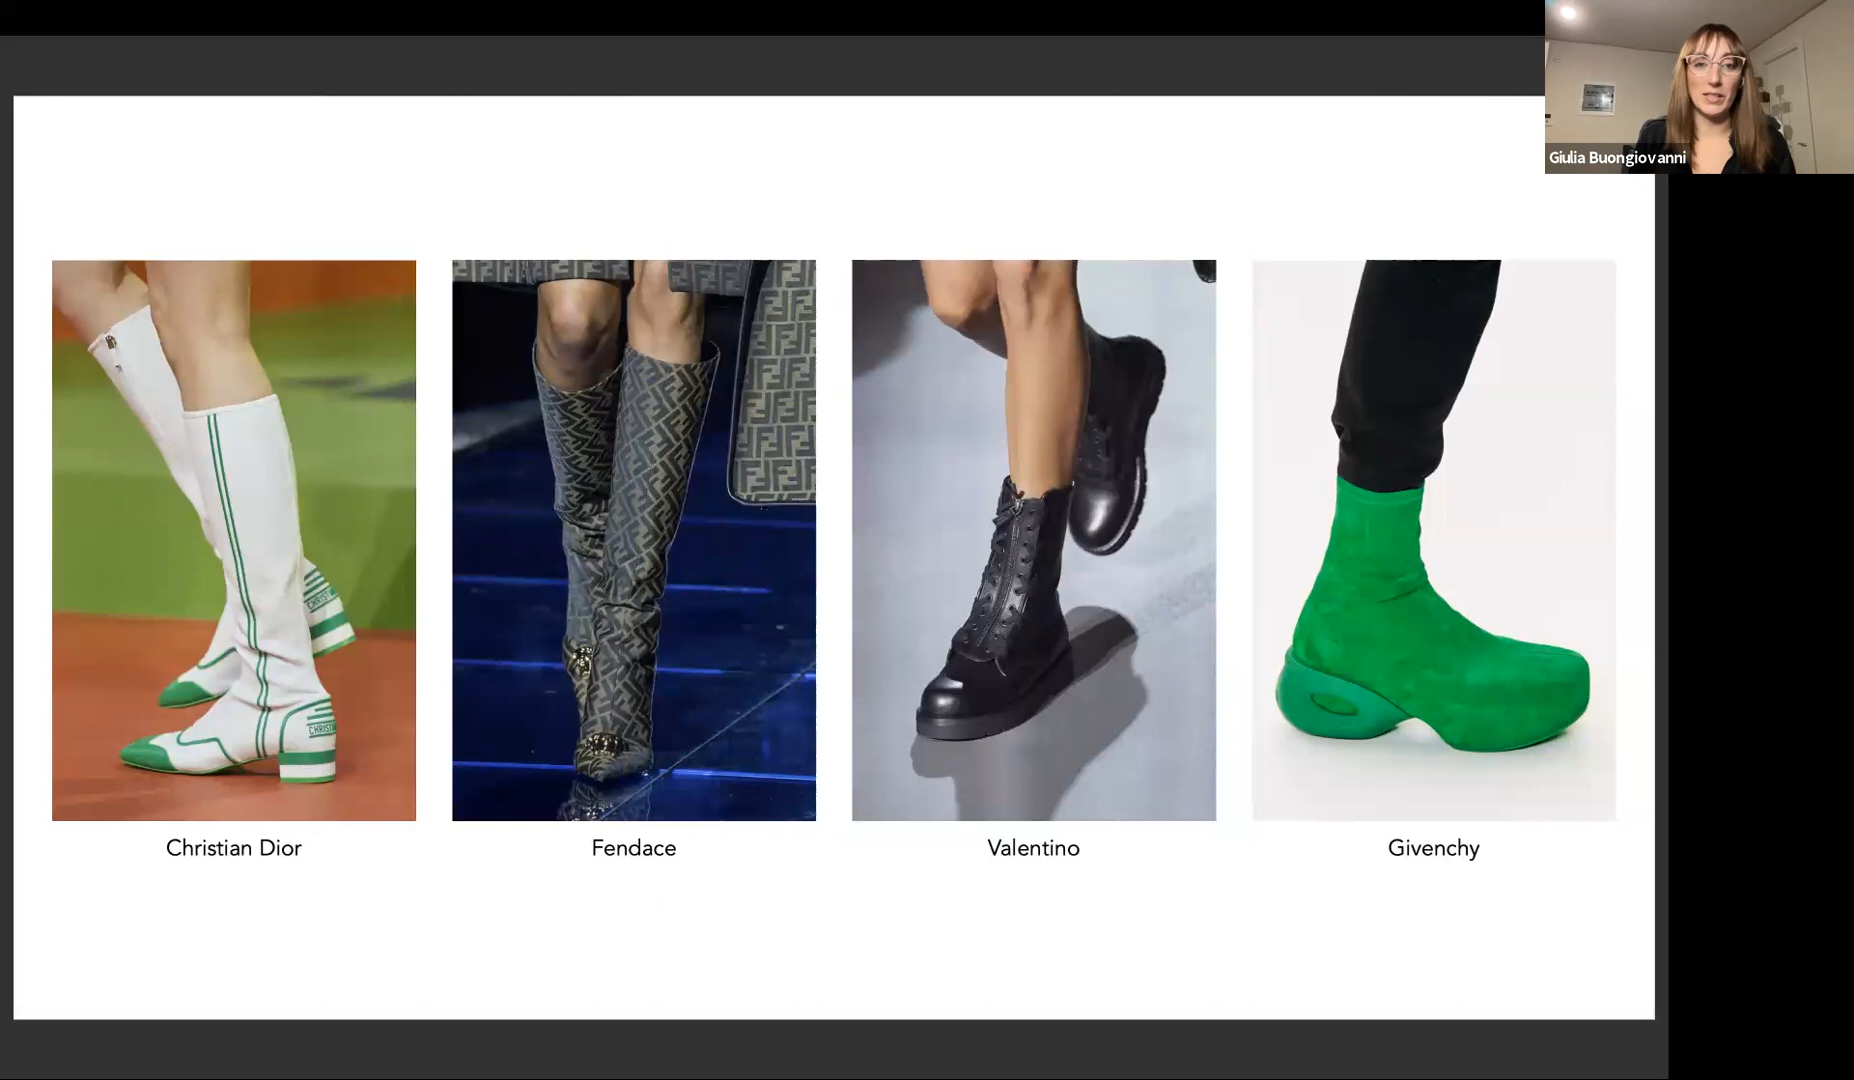 Giulia Buongiovanni
Christian Dior
Fendace
Valentino
Givenchy